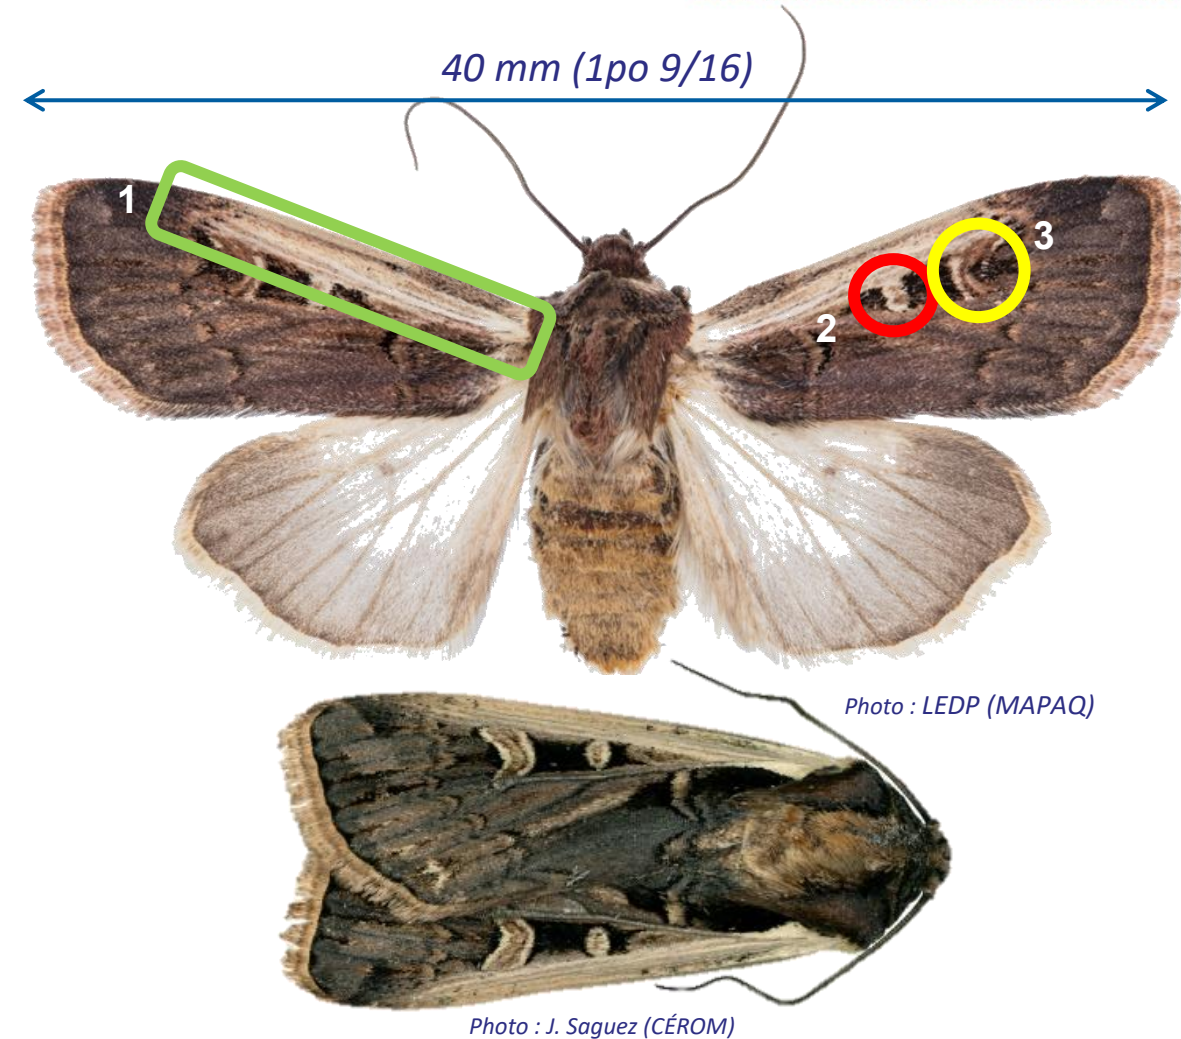 40 mm (1po 9/16)
1
3
2
Photo : LEDP (MAPAQ)
Photo : J. Saguez (CÉROM)